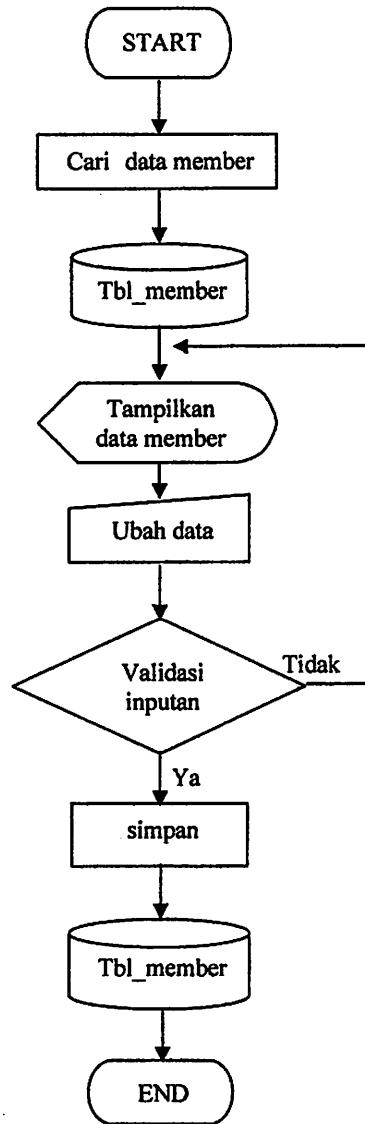 START
Cari data member
Tbl_member
Tampilkan
data member
Ubah data
Validasi
inputan
Tidak
Ya
simpan
Tbl_member
END